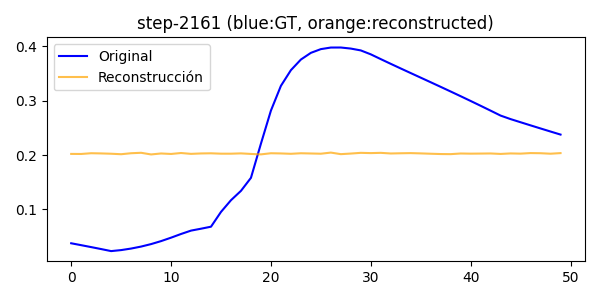 step-2161 (blue:GT, orange:reconstructed)
Original
Reconstrucción
0.4
0.3
0.2
0.1
0 10 20 30 40 50